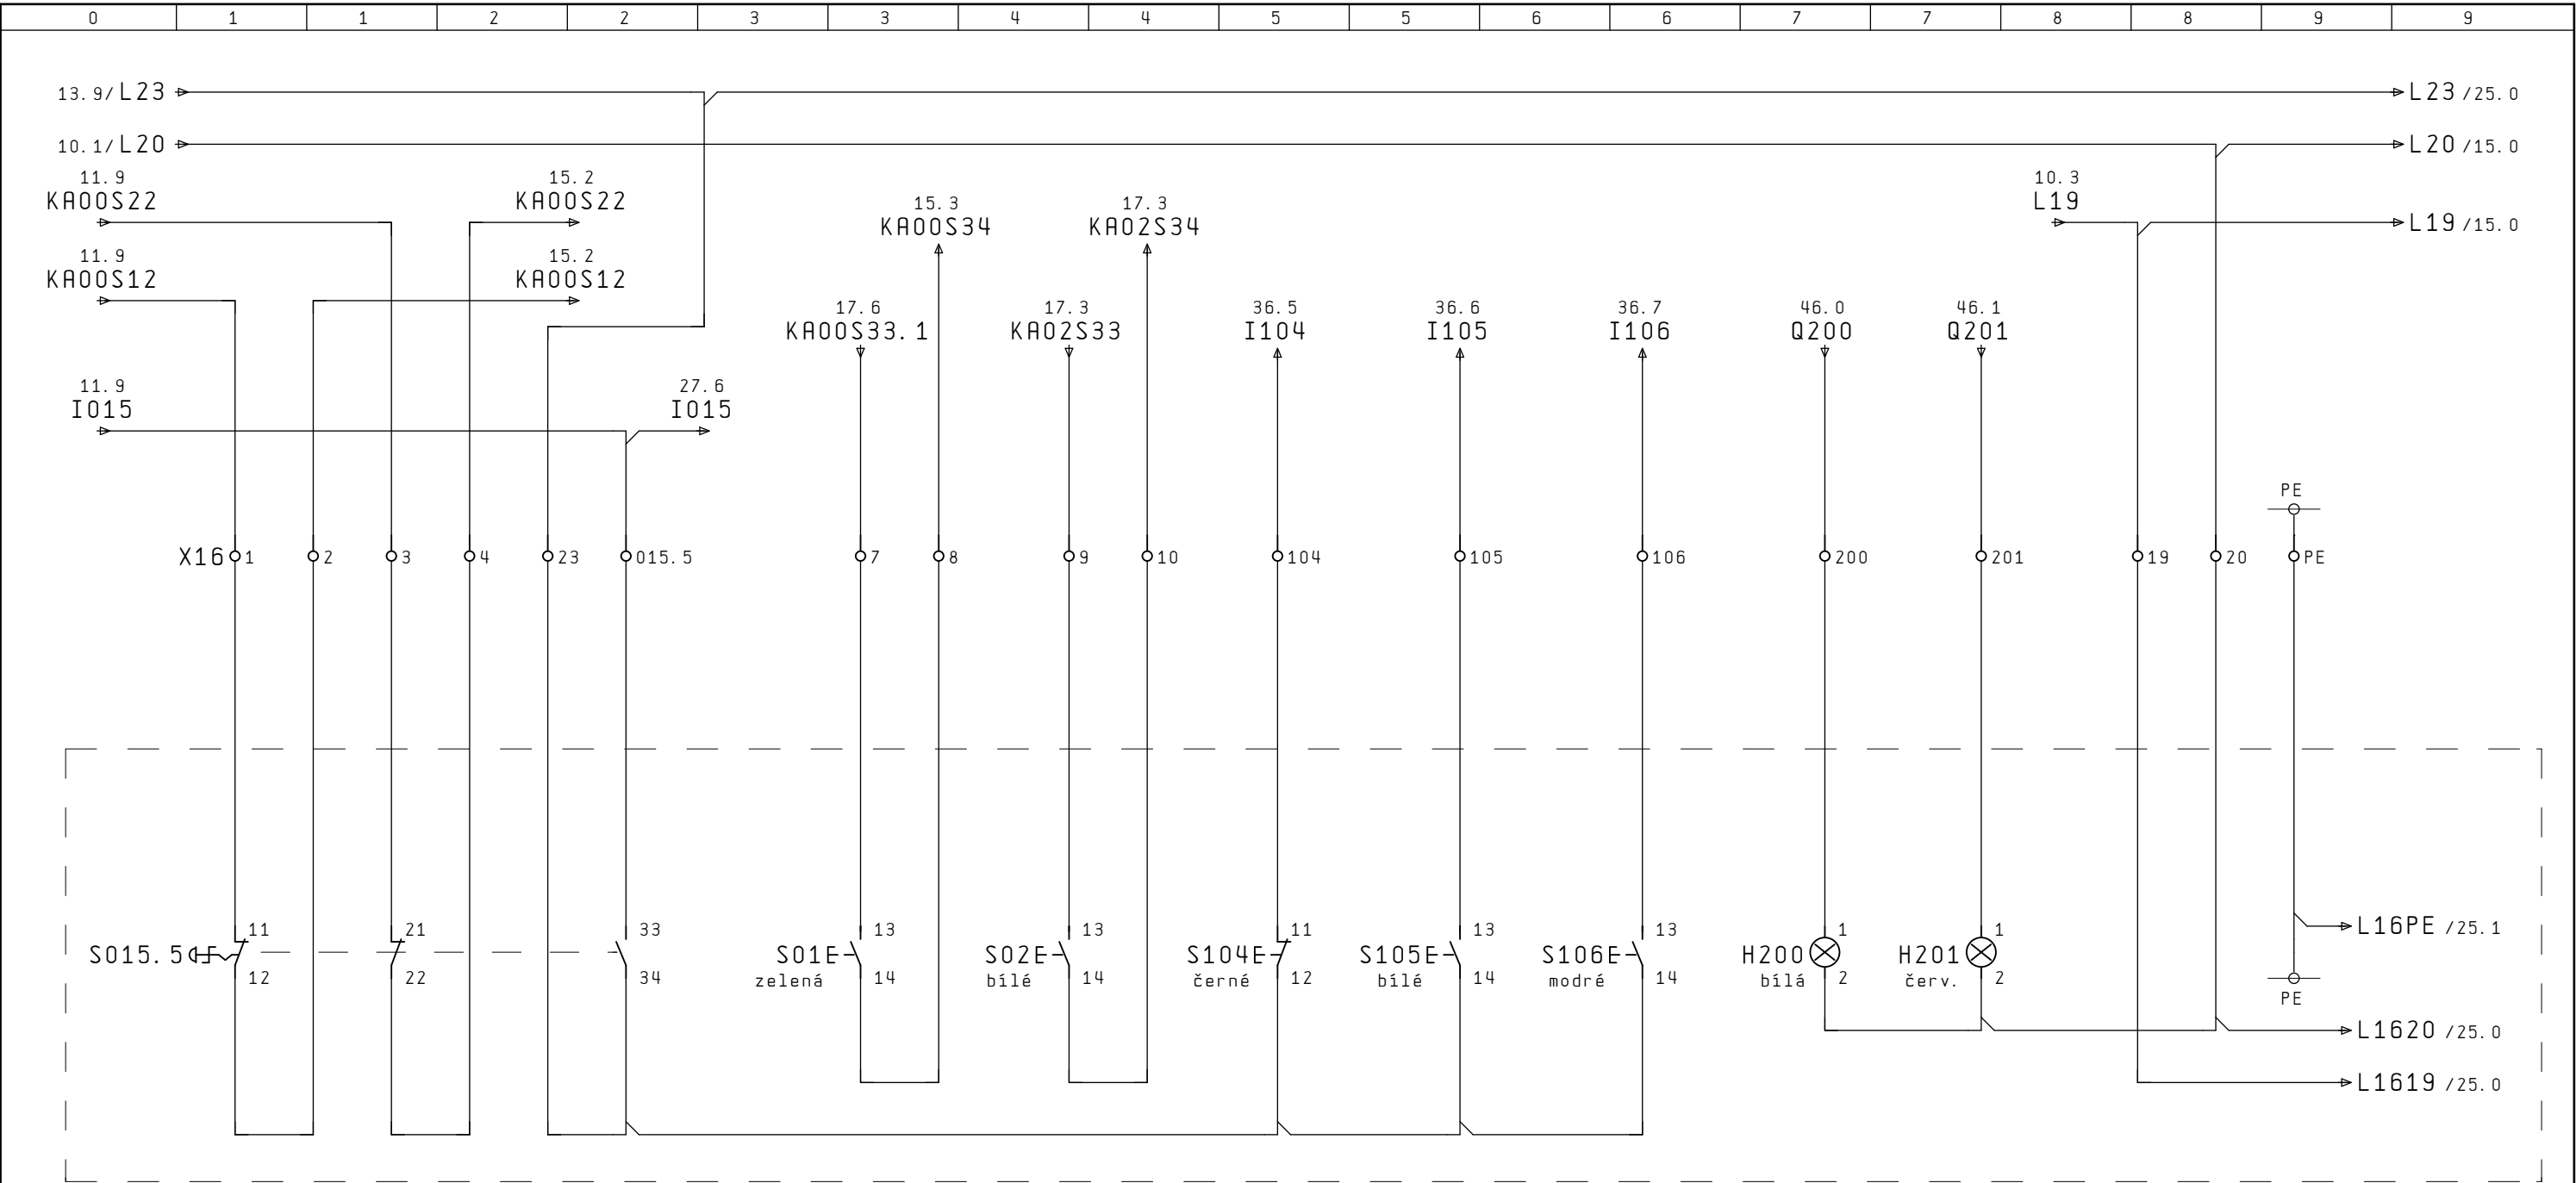 0 1 1 2 2 3 3 4 4 5 5 6 6 7 7 8 8 9 9
13.9/L23 L23/25.0
10.1/L20 L20/15.0
11.9 15.2 10.3
KA00S22 KA00S22 L19
15.3 17.3
KA00S34 KA02S34 L19/15.0
11.9 15.2
KA00S12 KA00S12
17.6 17.3 36.5 36.6 36.7 46.0 46.1
KA00S33.1 KA02S33 I104 I105 I106 Q200 Q201
11.9 27.6
I015 I015
PE
X16 1 2 3 4 23 015.5 7 8 9 10 104 105 106 200 201 19 20 PE
11 21 33 13 13 11 13 13 1 1 L16PE/25.1
S015.5 S01 S02 S104 S105 S106 H200 H201
12 22 34 zelená 14 bílé 14 černé 12 bílé 14 modré 14 bílá 2 červ. 2
PE
L1620/25.0
L1619/25.0